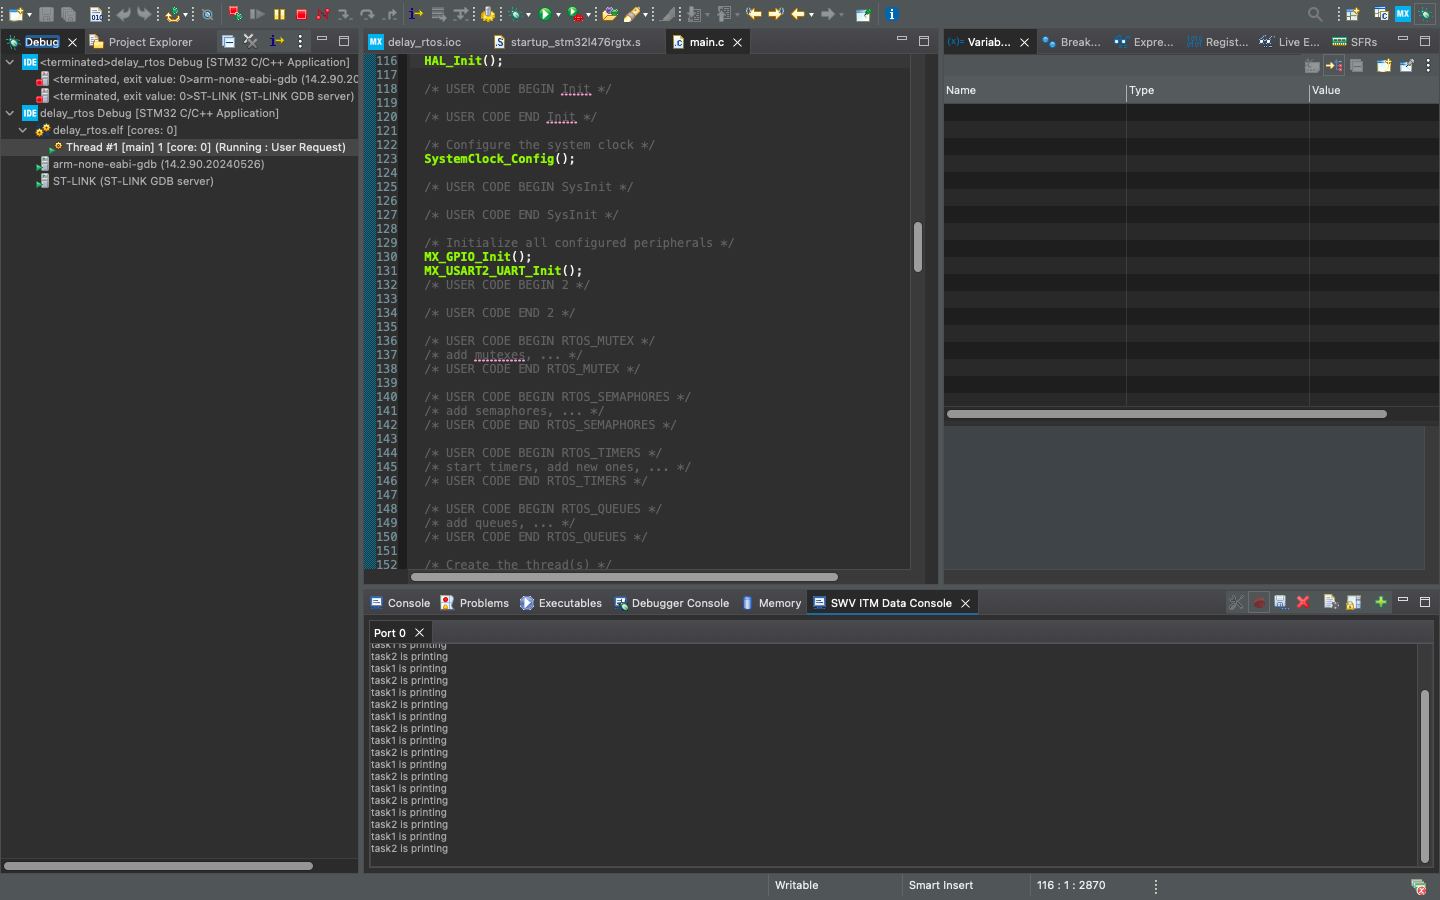 Debug
Project Explorer
<terminated>delay_rtos Debug [STM32 C/C++ Application]
<terminated, exit value: 0>arm-none-eabi-gdb (14.2.90.20
<terminated, exit value: 0>ST-LINK (ST-LINK GDB server)
IDE delay_rtos Debug [STM32 C/C++ Application]
delay_rtos.elf [cores: 0]
Thread #1 [main] 1 [core: 0] (Running : User Request)
arm-none-eabi-gdb (14.2.90.20240526)
ST-LINK (ST-LINK GDB server)
MX delay_rtos.ioc
startup_stm32l476rgtx.s
main.c
116 HAL_Init();
117
118 /* USER CODE BEGIN Init */
119
120 /* USER CODE END Init */
121
122 /* Configure the system clock */
123 SystemClock_Config();
124
125 /* USER CODE BEGIN SysInit */
126
127 /* USER CODE END SysInit */
128
129 /* Initialize all configured peripherals */
130 MX_GPIO_Init();
131 MX_USART2_UART_Init();
132 /* USER CODE BEGIN 2 */
133
134 /* USER CODE END 2 */
135
136 /* USER CODE BEGIN RTOS_MUTEX */
137 /* add mutexes, ... */
138 /* USER CODE END RTOS_MUTEX */
139
140 /* USER CODE BEGIN RTOS_SEMAPHORES */
141 /* add semaphores, ... */
142 /* USER CODE END RTOS_SEMAPHORES */
143
144 /* USER CODE BEGIN RTOS_TIMERS */
145 /* start timers, add new ones, ... */
146 /* USER CODE END RTOS_TIMERS */
147
148 /* USER CODE BEGIN RTOS_QUEUES */
149 /* add queues, ... */
150 /* USER CODE END RTOS_QUEUES */
151
152 /* Create the thread(s) */
(x)= Variab...
Break...
Expre...
Regist...
Live E...
SFRs
Name Type Value
Console
Problems
Executables
Debugger Console
Memory
SWV ITM Data Console
Port 0
task1 is printing
task2 is printing
task1 is printing
task2 is printing
task1 is printing
task2 is printing
task1 is printing
task2 is printing
task1 is printing
task2 is printing
task1 is printing
task2 is printing
task1 is printing
task2 is printing
task1 is printing
task2 is printing
task1 is printing
task2 is printing
Writable
Smart Insert
116 : 1 : 2870